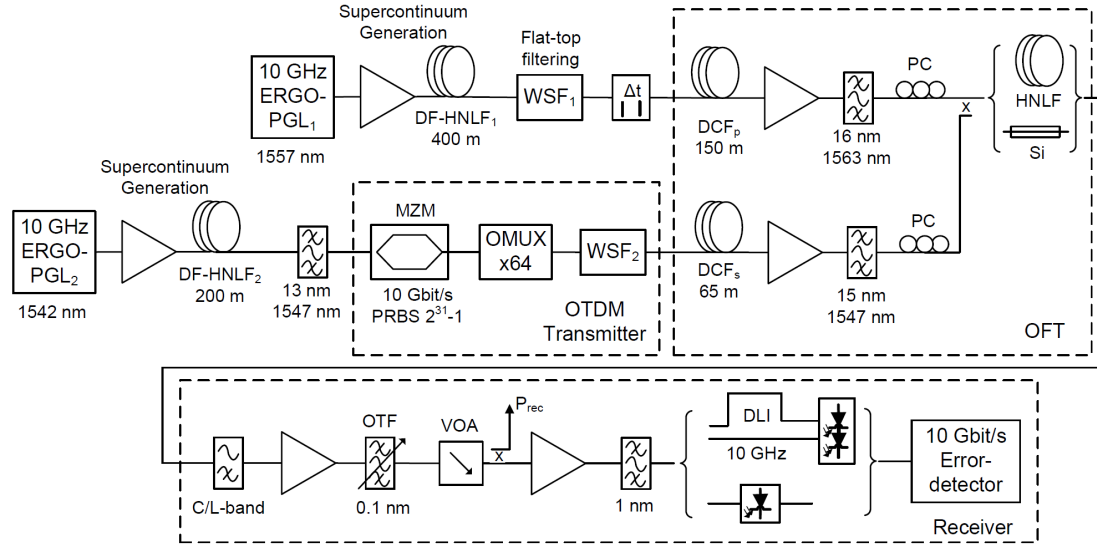 Supercontinuum
Generation
Flat-top
filtering
10 GHz
ERGO-
PGL₁
1557 nm
DF-HNLF₁
400 m
WSF₁
Δt
DCFₚ
150 m
16 nm
1563 nm
PC
x
HNLF
Si
Supercontinuum
Generation
10 GHz
ERGO-
PGL₂
1542 nm
DF-HNLF₂
200 m
13 nm
1547 nm
MZM
10 Gbit/s
PRBS 2³¹-1
OMUX
x64
WSF₂
OTDM
Transmitter
DCFₛ
65 m
15 nm
1547 nm
PC
OFT
C/L-band
OTF
0.1 nm
VOA
x
Pᵣₑc
1 nm
DLI
10 GHz
10 Gbit/s
Error-
detector
Receiver